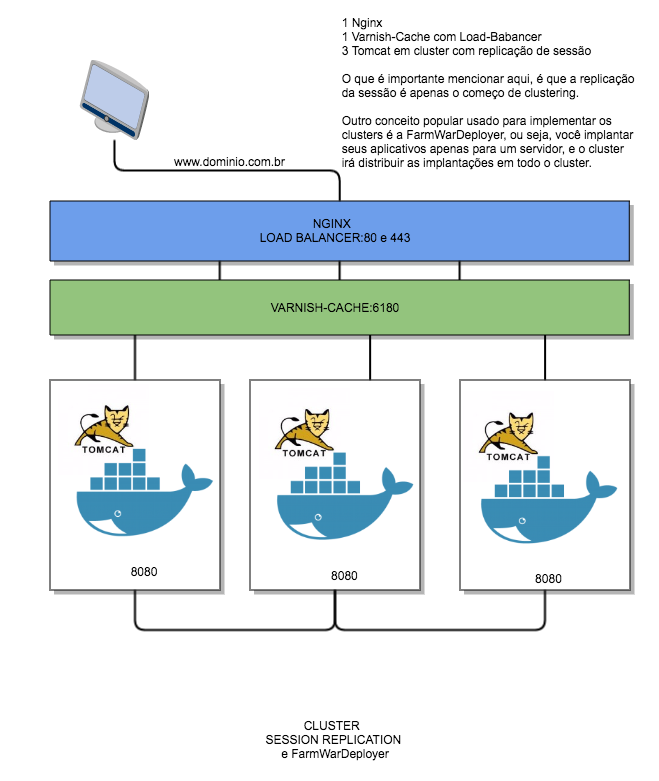 1 Nginx
1 Varnish-Cache com Load-Babancer
3 Tomcat em cluster com replicação de sessão
O que é importante mencionar aqui, é que a replicação
da sessão é apenas o começo de clustering.
Outro conceito popular usado para implementar os
clusters é a FarmWarDeployer, ou seja, você implantar
seus aplicativos apenas para um servidor, e o cluster
irá distribuir as implantações em todo o cluster.
www.dominio.com.br
NGINX
LOAD BALANCER:80 e 443
VARNISH-CACHE:6180
TOMCAT
TOMCAT
TOMCAT
8080
8080
8080
CLUSTER
SESSION REPLICATION
e FarmWarDeployer